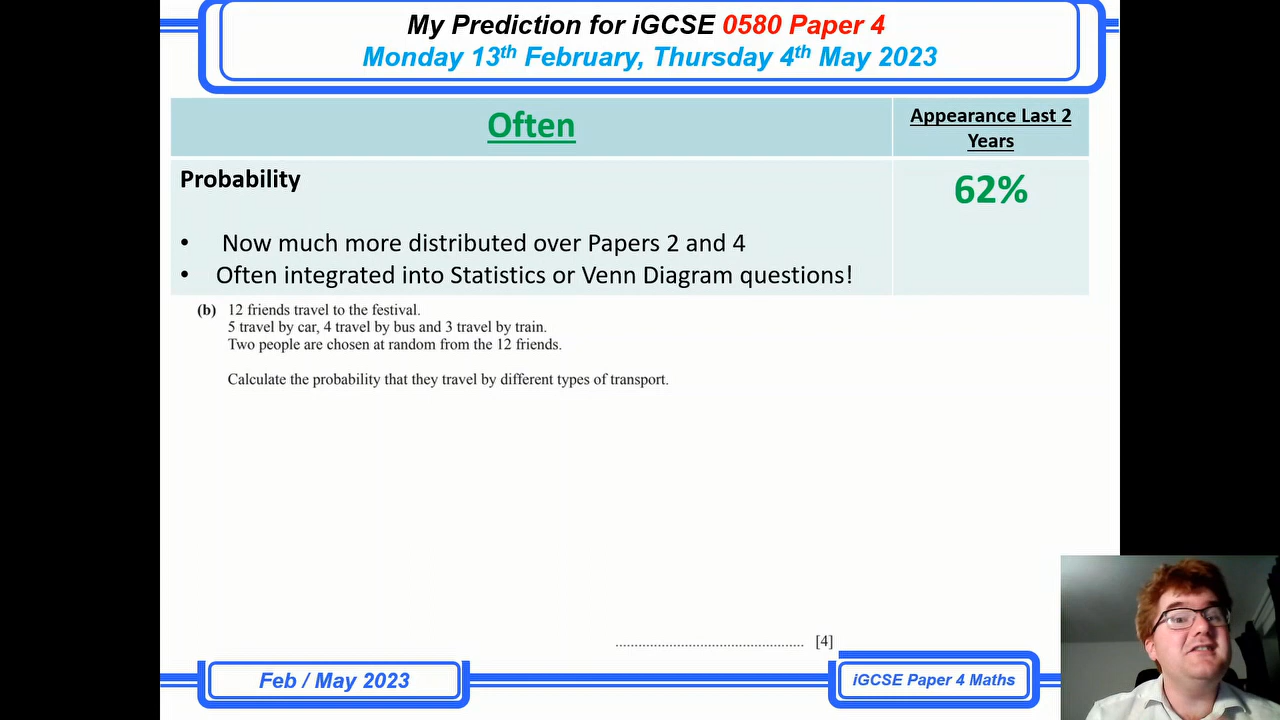 My Prediction for iGCSE 0580 Paper 4
Monday 13th February, Thursday 4th May 2023
Often
Appearance Last 2
Years
Probability
62%
• Now much more distributed over Papers 2 and 4
• Often integrated into Statistics or Venn Diagram questions!
(b) 12 friends travel to the festival.
5 travel by car, 4 travel by bus and 3 travel by train.
Two people are chosen at random from the 12 friends.
Calculate the probability that they travel by different types of transport.
................................................ [4]
Feb / May 2023
iGCSE Paper 4 Maths